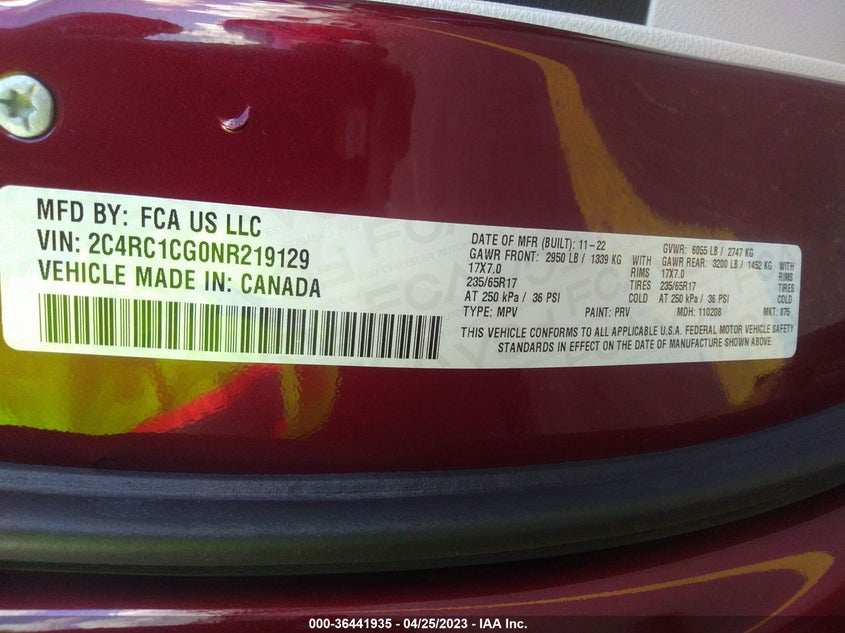 MFD BY: FCA US LLC
VIN: 2C4RC1CG0NR219129
VEHICLE MADE IN: CANADA
DATE OF MFR (BUILT): 11-22 GVWR: 6055 LB / 2747 KG
GAWR FRONT: 2950 LB / 1339 KG WITH GAWR REAR: 3200 LB / 1452 KG WITH
17X7.0 RIMS 17X7.0 RIMS
235/65R17 TIRES 235/65R17 TIRES
AT 250 kPa / 36 PSI COLD AT 250 kPa / 36 PSI COLD
TYPE: MPV PAINT: PRV MDH: 110208 MKT: 875
THIS VEHICLE CONFORMS TO ALL APPLICABLE U.S.A. FEDERAL MOTOR VEHICLE SAFETY
STANDARDS IN EFFECT ON THE DATE OF MANUFACTURE SHOWN ABOVE.
000-36441935 - 04/25/2023 - IAA Inc.